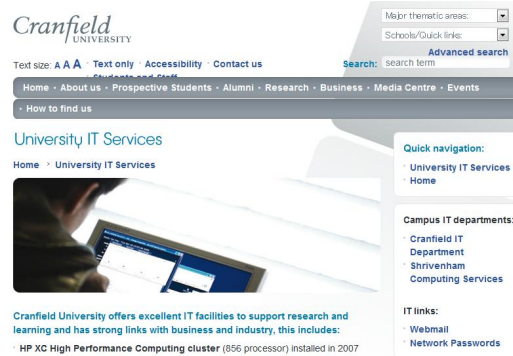 Cranfield
UNIVERSITY
Major thematic areas:
Schools/Quick links:
Advanced search
Text size: A A A · Text only · Accessibility · Contact us
Search: search term
· Students and Staff
Home · About us · Prospective Students · Alumni · Research · Business · Media Centre · Events
· How to find us
University IT Services
Home > University IT Services
Cranfield University offers excellent IT facilities to support research and
learning and has strong links with business and industry, this includes:
· HP XC High Performance Computing cluster (856 processor) installed in 2007
Quick navigation:
· University IT Services
· Home
Campus IT departments:
· Cranfield IT
Department
· Shrivenham
Computing Services
IT links:
· Webmail
· Network Passwords